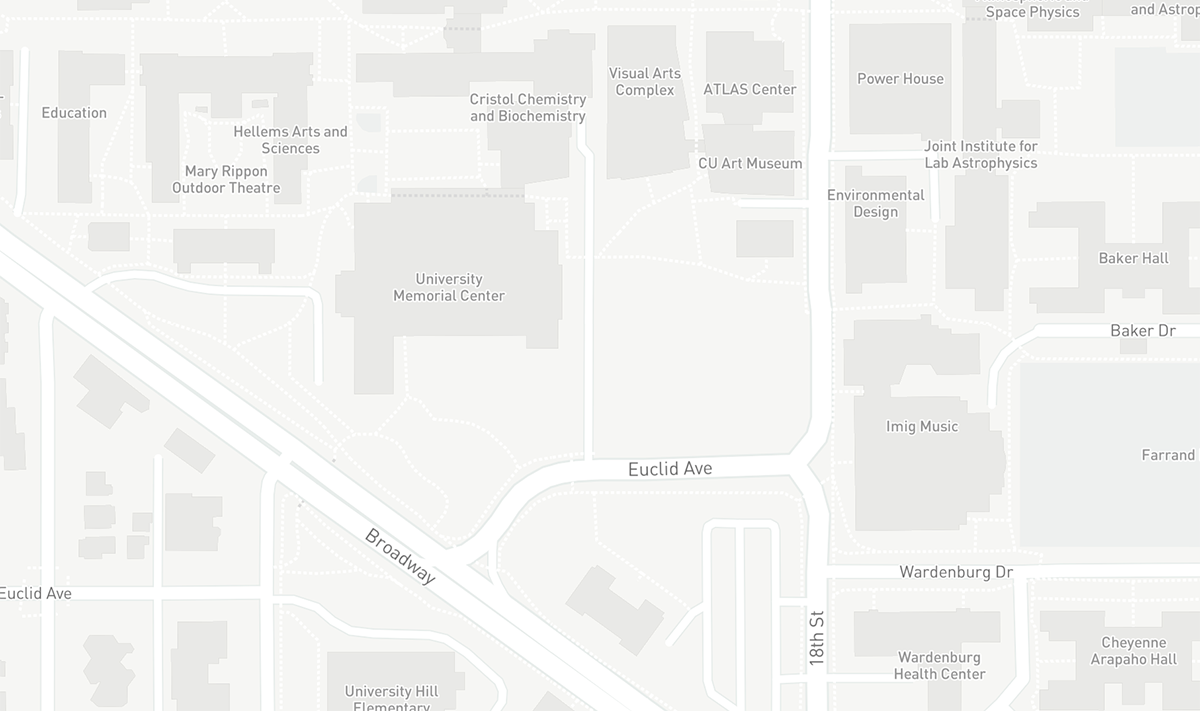 Space Physics
and Astrop
Visual Arts
Complex
ATLAS Center
Power House
Education
Cristol Chemistry
and Biochemistry
Hellems Arts and
Sciences
Joint Institute for
Lab Astrophysics
CU Art Museum
Mary Rippon
Outdoor Theatre
Environmental
Design
Baker Hall
University
Memorial Center
Baker Dr
Imig Music
Farrand
Euclid Ave
Broadway
Wardenburg Dr
Euclid Ave
18th St
Cheyenne
Arapaho Hall
Wardenburg
Health Center
University Hill
Elementary